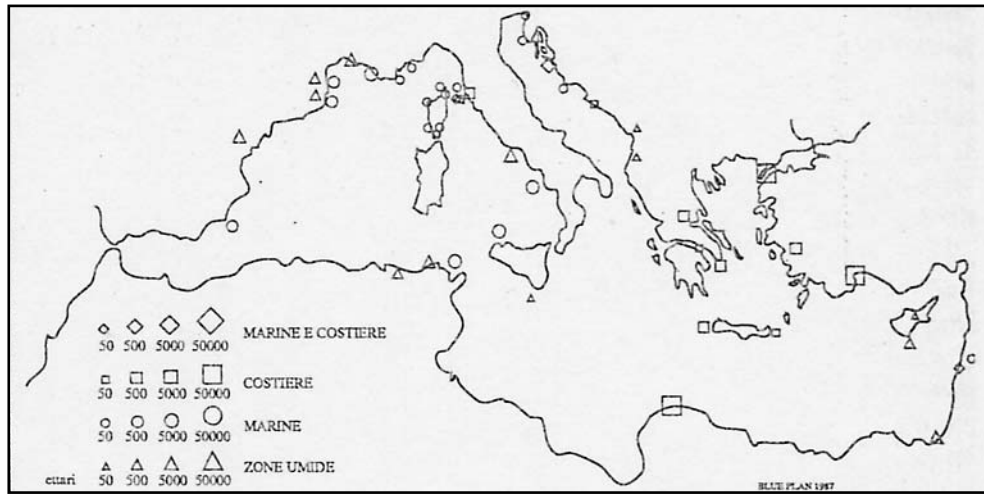 50 500 5000 50000 MARINE E COSTIERE
50 500 5000 50000 COSTIERE
50 500 5000 50000 MARINE
ettari 50 500 5000 50000 ZONE UMIDE
BLUE PLAN 1987